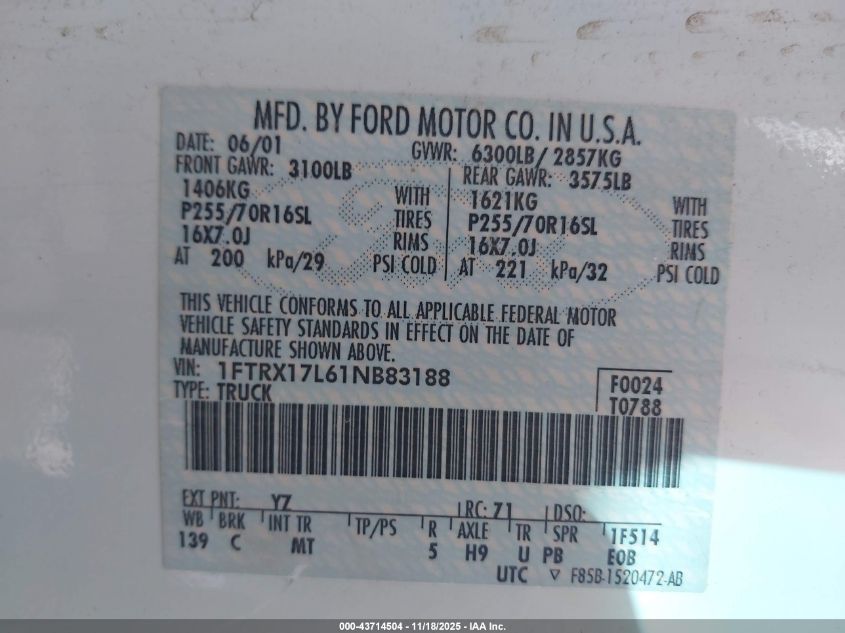 MFD. BY FORD MOTOR CO. IN U.S.A.
DATE: 06/01 GVWR: 6300LB/ 2857KG
FRONT GAWR: 3100LB REAR GAWR: 3575LB
1406KG WITH 1621KG WITH
P255/70R16SL TIRES P255/70R16SL TIRES
16X7.0J RIMS 16X7.0J RIMS
AT 200 kPa/29 PSI COLD AT 221 kPa/32 PSI COLD
THIS VEHICLE CONFORMS TO ALL APPLICABLE FEDERAL MOTOR
VEHICLE SAFETY STANDARDS IN EFFECT ON THE DATE OF
MANUFACTURE SHOWN ABOVE.
VIN: 1FTRX17L61NB83188 F0024
TYPE: TRUCK T0788
EXT PNT: YZ RC: 71 DSO:
WB BRK INT TR TP/PS R AXLE TR SPR 1F514
139 C MT 5 H9 U PB EOB
UTC ▽ F85B-1520472-AB
000-43714504 - 11/18/2025 - IAA Inc.